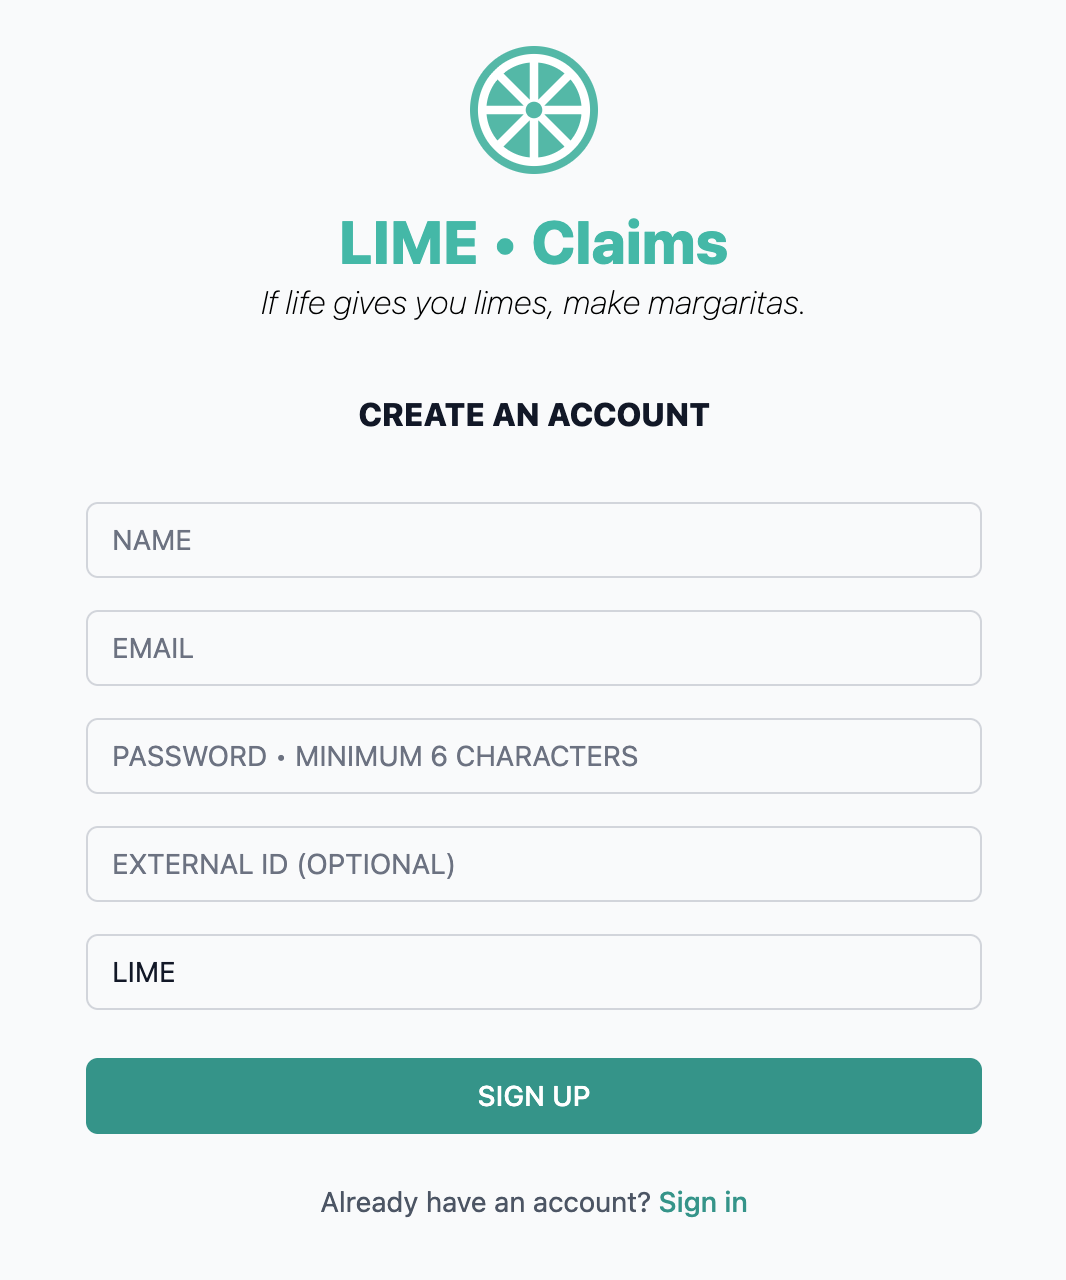 LIME • Claims
If life gives you limes, make margaritas.
CREATE AN ACCOUNT
NAME
EMAIL
PASSWORD • MINIMUM 6 CHARACTERS
EXTERNAL ID (OPTIONAL)
LIME
SIGN UP
Already have an account? Sign in